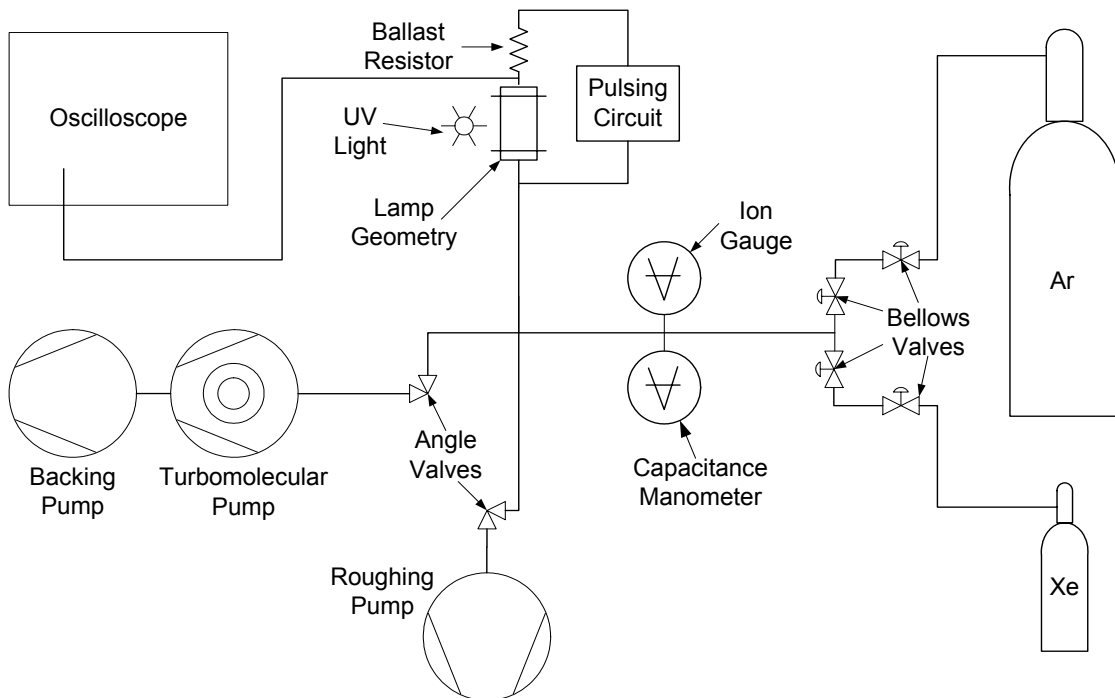 Oscilloscope
Ballast
Resistor
Pulsing
Circuit
UV
Light
Lamp
Geometry
Ion
Gauge
Ar
Bellows
Valves
Angle
Valves
Backing
Pump
Turbomolecular
Pump
Capacitance
Manometer
Roughing
Pump
Xe